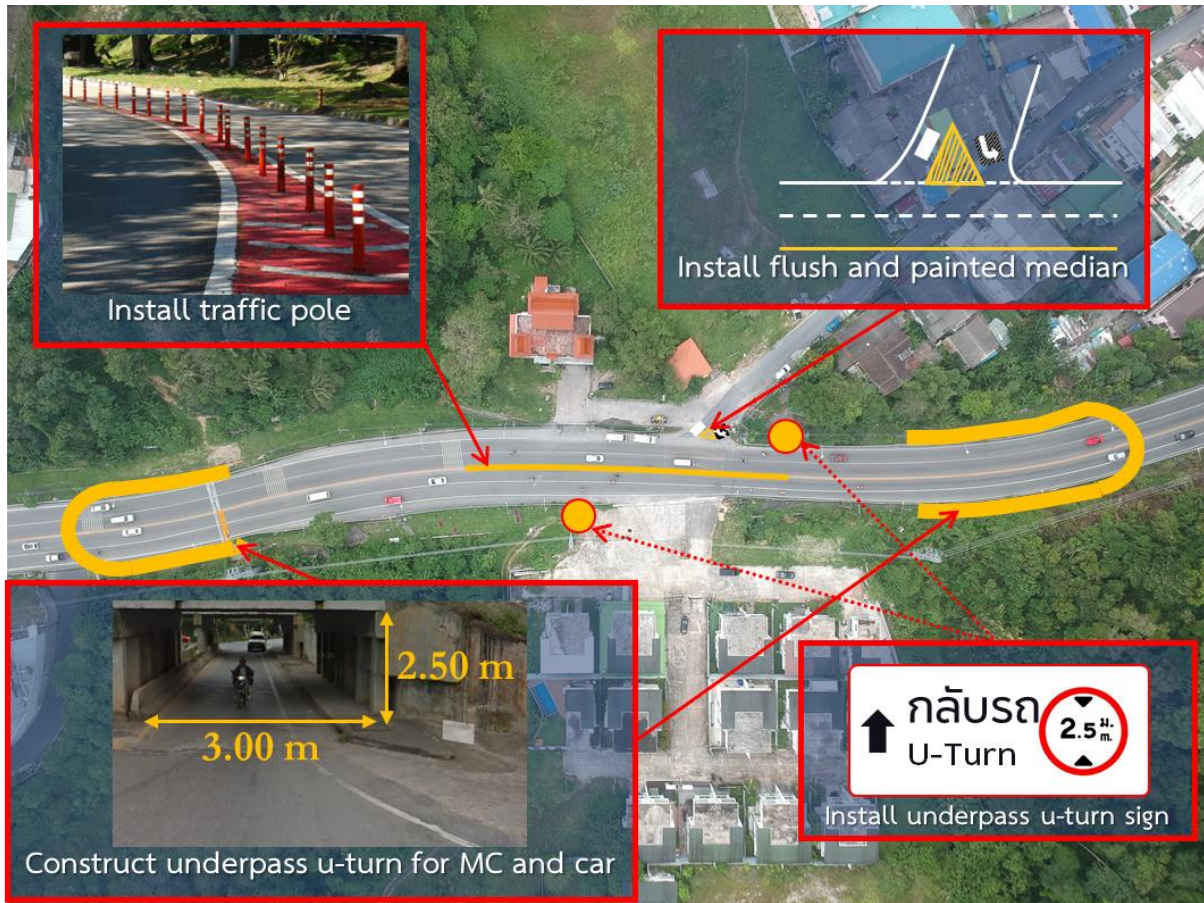 Install traffic pole
Install flush and painted median
2.50 m
3.00 m
Construct underpass u-turn for MC and car
กลับรถ
U-Turn
2.5 ม.
m.
Install underpass u-turn sign